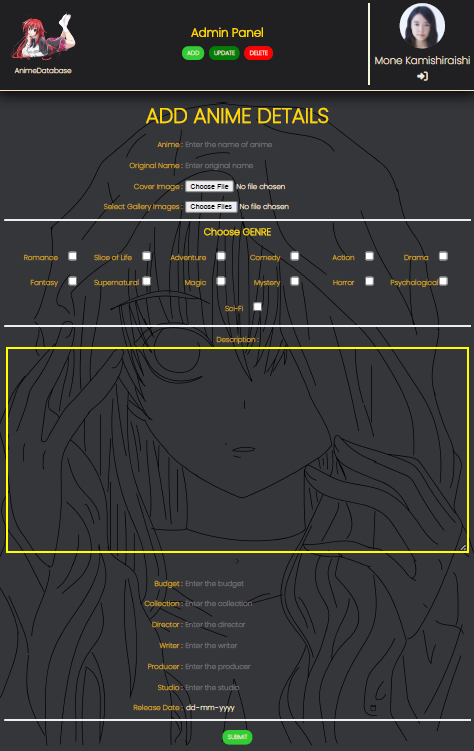 Admin Panel
ADD UPDATE DELETE
AnimeDatabase
Mone Kamishiraishi
ADD ANIME DETAILS
Anime : Enter the name of anime
Original Name : Enter original name
Cover Image : Choose File No file chosen
Select Gallery Images : Choose Files No file chosen
Choose GENRE
Romance Slice of Life Adventure Comedy Action Drama
Fantasy Supernatural Magic Mystery Horror Psychological
Sci-Fi
Description :
Budget : Enter the budget
Collection : Enter the collection
Director : Enter the director
Writer : Enter the writer
Producer : Enter the producer
Studio : Enter the studio
Release Date : dd-mm-yyyy
SUBMIT